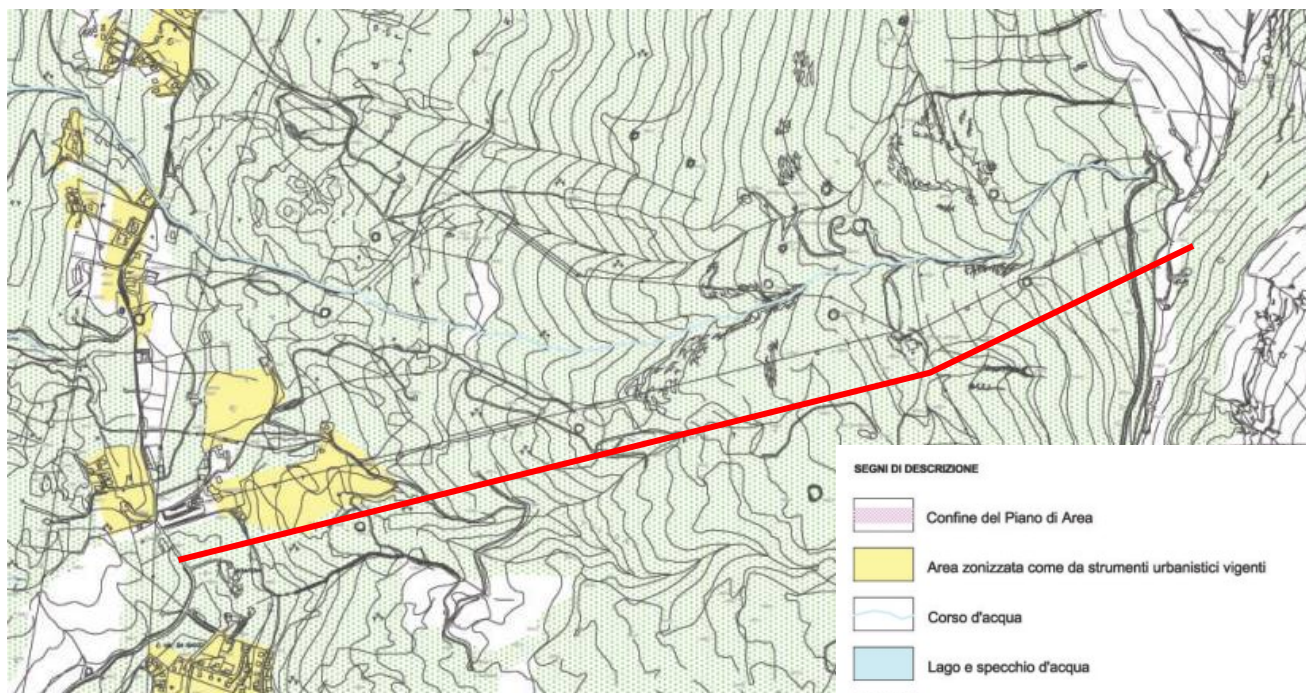 SEGNI DI DESCRIZIONE
Confine del Piano di Area
Area zonizzata come da strumenti urbanistici vigenti
Corso d'acqua
Lago e specchio d'acqua